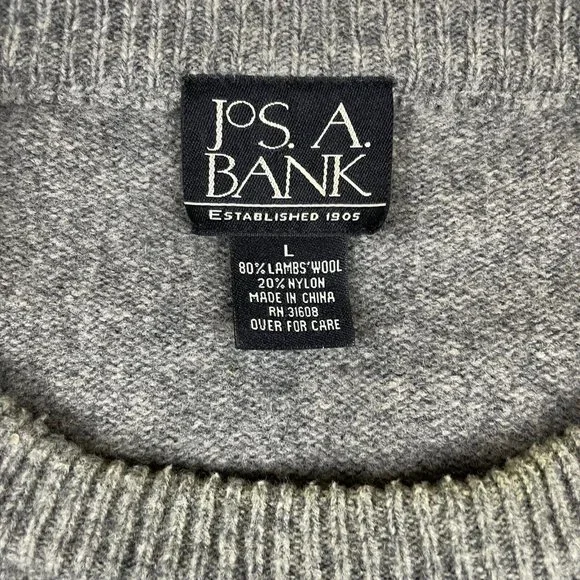 JOS. A.
BANK
ESTABLISHED 1905
L
80% LAMBS' WOOL
20% NYLON
MADE IN CHINA
RN 31608
OVER FOR CARE